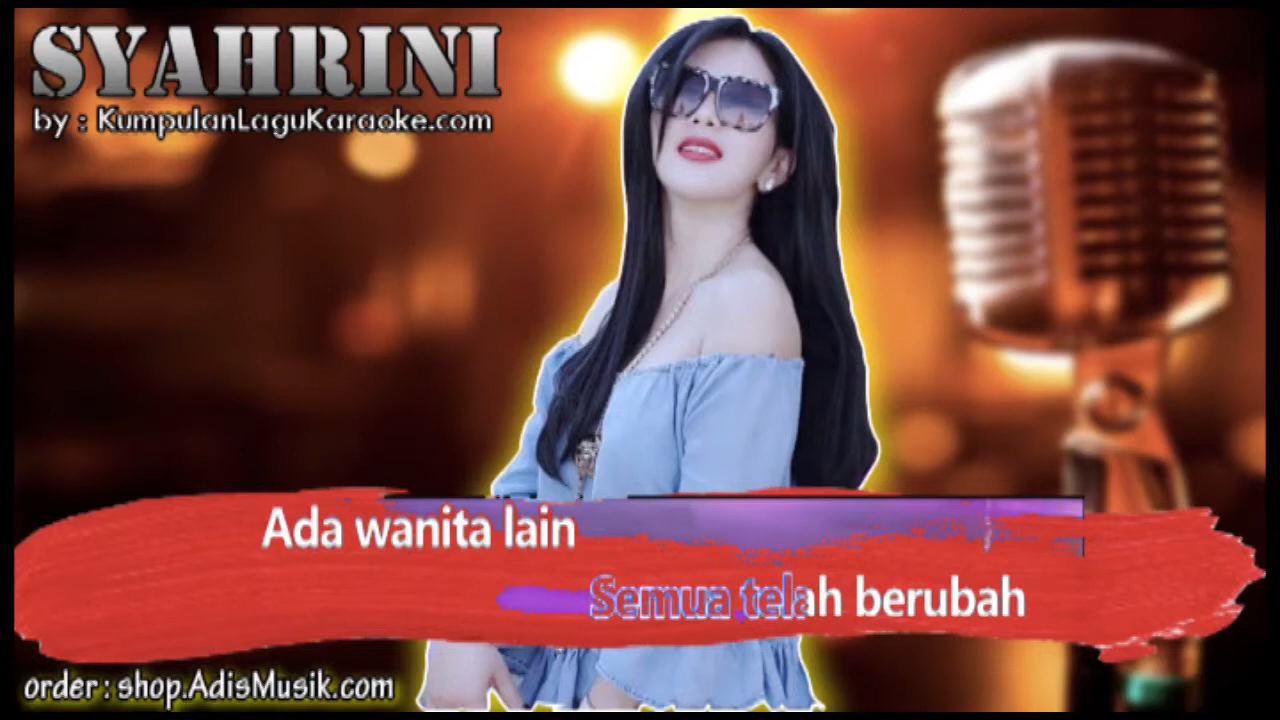 SYAHRINI
by : KumpulanLaguKaraoke.com
Ada wanita lain
Semua telah berubah
order : shop.AdisMusik.com